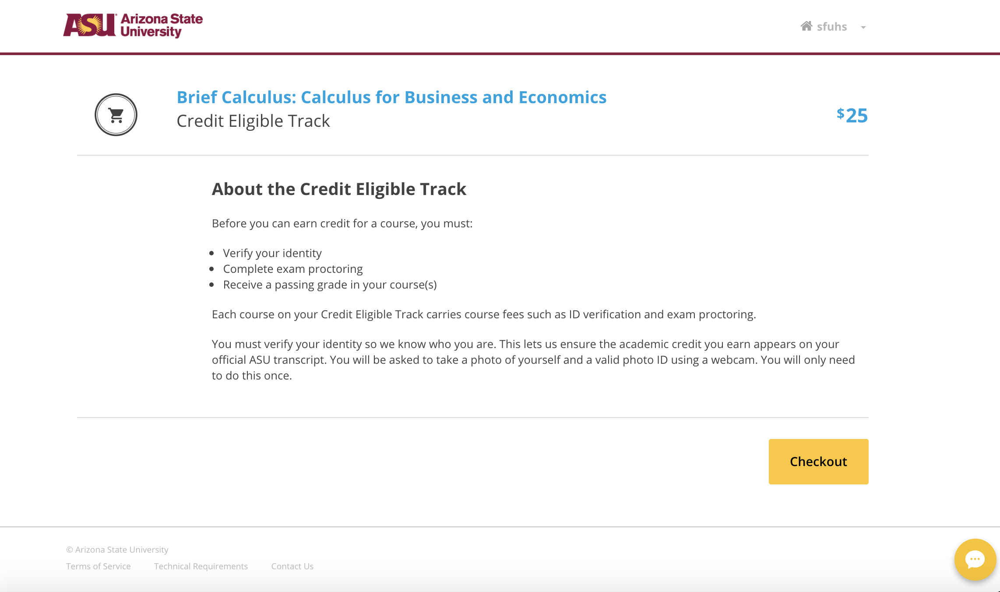 ASU Arizona State
University
sfuhs
Brief Calculus: Calculus for Business and Economics
Credit Eligible Track
$25
About the Credit Eligible Track
Before you can earn credit for a course, you must:
• Verify your identity
• Complete exam proctoring
• Receive a passing grade in your course(s)
Each course on your Credit Eligible Track carries course fees such as ID verification and exam proctoring.
You must verify your identity so we know who you are. This lets us ensure the academic credit you earn appears on your
official ASU transcript. You will be asked to take a photo of yourself and a valid photo ID using a webcam. You will only need
to do this once.
Checkout
© Arizona State University
Terms of Service Technical Requirements Contact Us